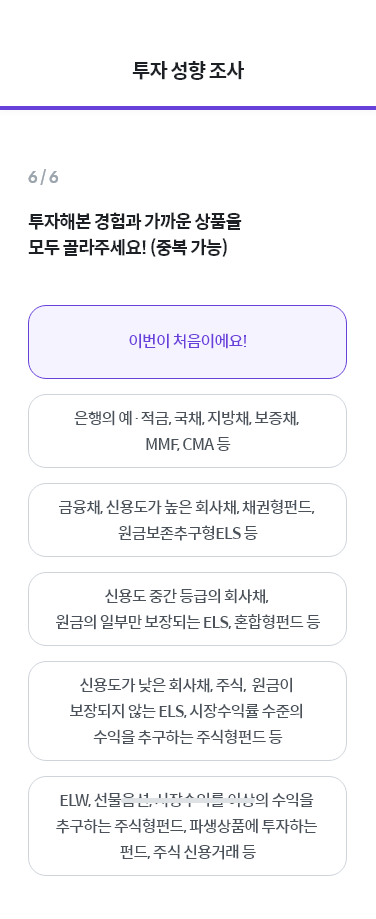 투자 성향 조사
6 / 6
투자해본 경험과 가까운 상품을
모두 골라주세요! (중복 가능)
이번이 처음이에요!
은행의 예·적금, 국채, 지방채, 보증채,
MMF, CMA 등
금융채, 신용도가 높은 회사채, 채권형펀드,
원금보존추구형ELS 등
신용도 중간 등급의 회사채,
원금의 일부만 보장되는 ELS, 혼합형펀드 등
신용도가 낮은 회사채, 주식, 원금이
보장되지 않는 ELS, 시장수익률 수준의
수익을 추구하는 주식형펀드 등
ELW, 선물옵션, 시장수익률 이상의 수익을
추구하는 주식형펀드, 파생상품에 투자하는
펀드, 주식 신용거래 등